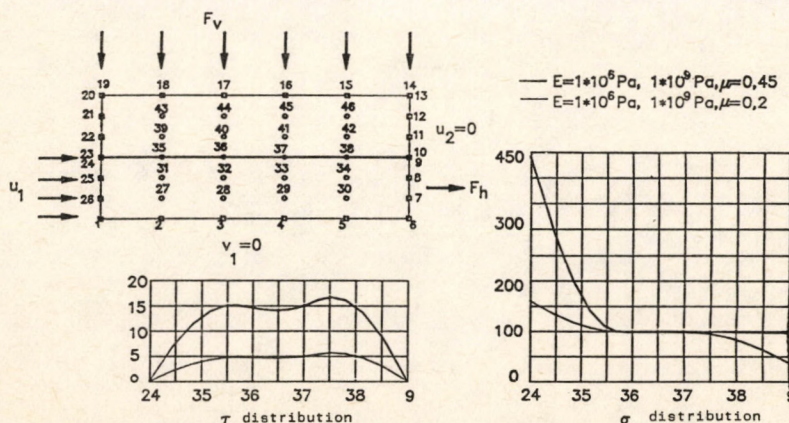 F_v
19 18 17 16 15 14
20 13
43 44 45 46
21 12
39 40 41 42
22 11
u_2=0
35 36 37 38
23 10
24 9
31 32 33 34
25 8
u_1
F_h
27 28 29 30
26 7
1 2 3 4 5 6
v_1=0
E=1*10^6 Pa, 1*10^9 Pa, μ=0,45
E=1*10^6 Pa, 1*10^9 Pa, μ=0,2
20
15
10
5
0
24 35 36 37 38 9
τ distribution
450
300
200
100
0
24 35 36 37 38 9
σ distribution